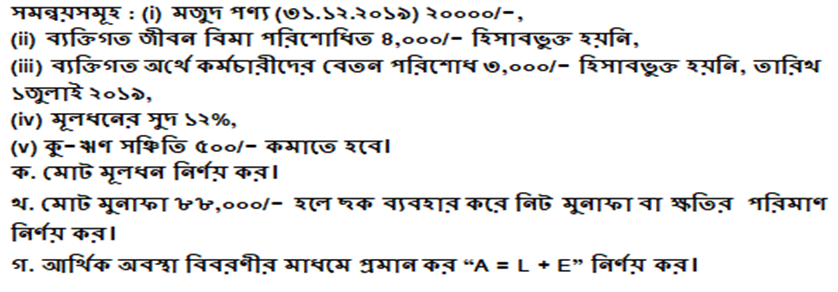 সমন্বয়সমূহ : (i) মজুদ পণ্য (৩১.১২.২০১৯) ২০০০০/-,
(ii) ব্যক্তিগত জীবন বিমা পরিশোধিত ৪,০০০/- হিসাবভুক্ত হয়নি,
(iii) ব্যক্তিগত অর্থে কর্মচারীদের বেতন পরিশোধ ৩,০০০/- হিসাবভুক্ত হয়নি, তারিখ
১জুলাই ২০১৯,
(iv) মূলধনের সুদ ১২%,
(v) কু-ঋণ সঞ্চিতি ৫০০/- কমাতে হবে।
ক. মোট মূলধন নির্ণয় কর।
খ. মোট মুনাফা ৮৮,০০০/- হলে ছক ব্যবহার করে নিট মুনাফা বা ক্ষতির পরিমাণ
নির্ণয় কর।
গ. আর্থিক অবস্থা বিবরণীর মাধমে প্রমান কর “A = L + E” নির্ণয় কর।